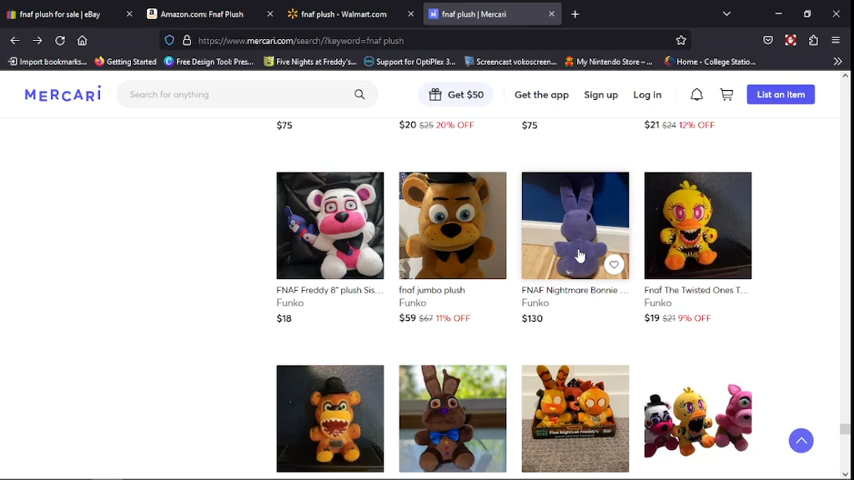 fnaf plush for sale | eBay
Amazon.com: Fnaf Plush
fnaf plush - Walmart.com
fnaf plush | Mercari
https://www.mercari.com/search/?keyword=fnaf plush
Import bookmarks...
Getting Started
Free Design Tool: Pres...
Five Nights at Freddy's...
Support for OptiPlex 3...
Screencast vokoscreen...
My Nintendo Store – ...
Home - College Statio...
MERCARI
Search for anything
Get $50
Get the app
Sign up
Log in
List an item
$75
$20 $25 20% OFF
$75
$21 $24 12% OFF
FNAF Freddy 8" plush Sis...
Funko
$18
fnaf jumbo plush
Funko
$59 $67 11% OFF
FNAF Nightmare Bonnie ...
Funko
$130
Fnaf The Twisted Ones T...
Funko
$19 $21 9% OFF